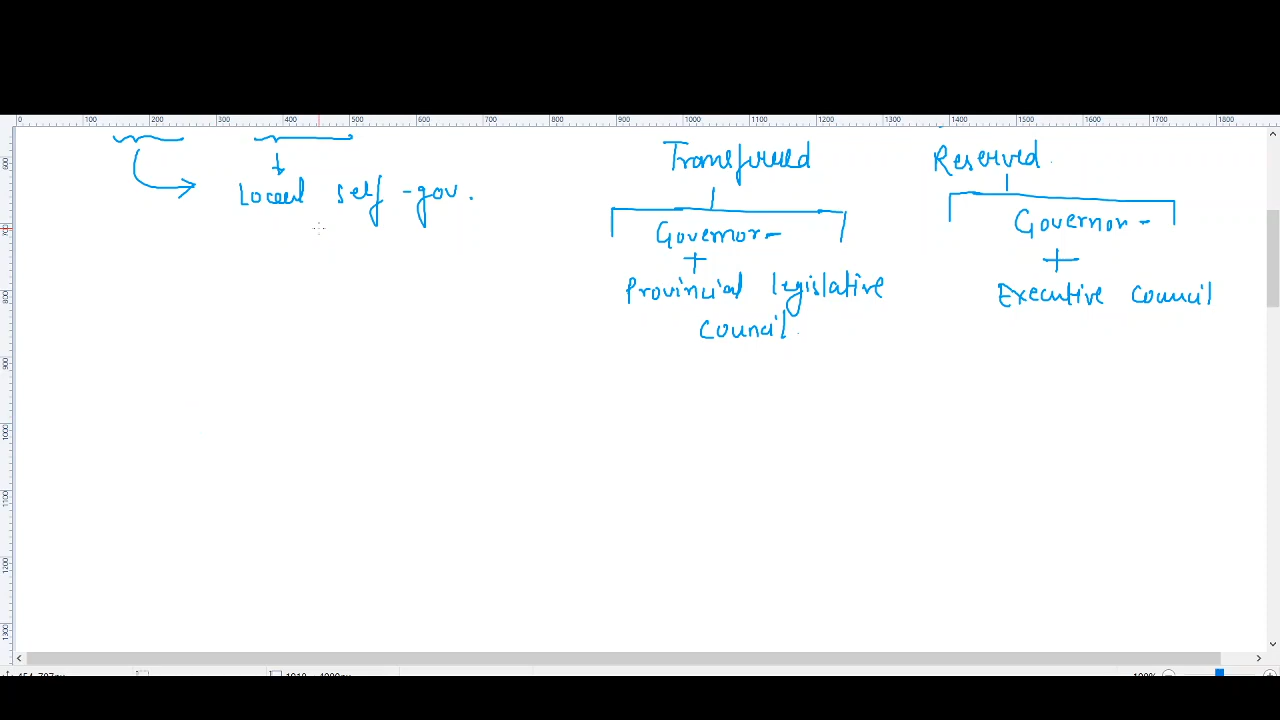 Transferred
Reserved.
Local self-gov.
Governor-
+
Provincial legislative
council.
Governor-
+
Executive Council